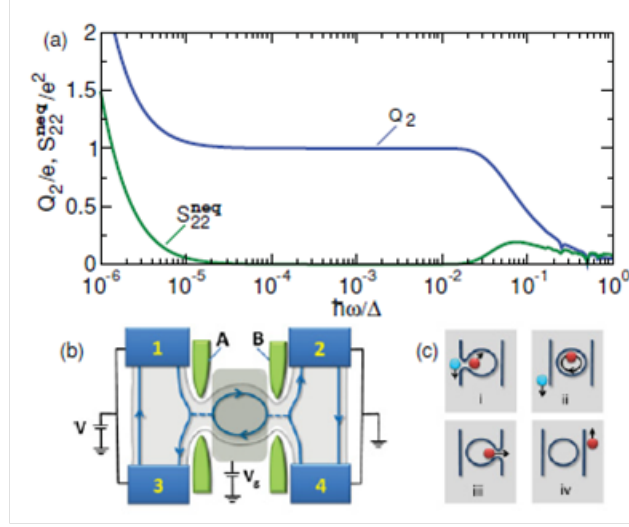 (a)
2
1.5
1
0.5
0
Q₂/e, S₂₂ⁿᵉq/e²
Q₂
S₂₂ⁿᵉq
10⁻⁶ 10⁻⁵ 10⁻⁴ 10⁻³ 10⁻² 10⁻¹ 10⁰
ħω/Δ
(b) (c)
A B
1 2
V
3 4
Vg
i ii
iii iv